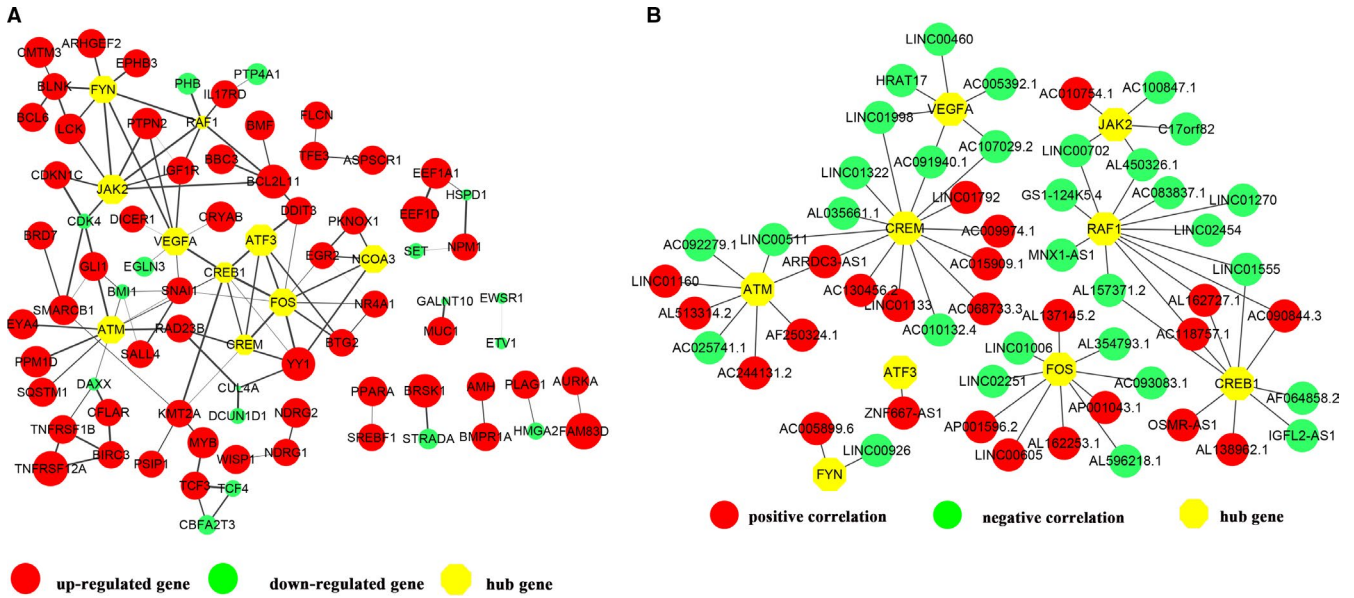 A
CMTM3
ARHGEF2
EPHB3
BLNK
FYN
BCL6
LCK
PTPN2
PHB
PTP4A1
IL17RD
RAF1
BMF
FLCN
TFE3
ASPSCR1
BBC3
IGF1R
BCL2L11
CDKN1C
JAK2
CDK4
DICER1
CRYAB
DDIT3
EEF1A1
HSPD1
EEF1D
SET
NPM1
PKNOX1
EGR2
NCOA3
BRD7
VEGFA
ATF3
GLI1
EGLN3
CREB1
BMI1
SNAI1
FOS
NR4A1
SMARCB1
EYA4
ATM
RAD23B
CREM
BTG2
GALNT10
MUC1
EWSR1
ETV1
PPM1D
SALL4
YY1
SQSTM1
DAXX
CUL4A
DCUN1D1
CFLAR
KMT2A
NDRG2
TNFRSF1B
MYB
BIRC3
PSIP1
WISP1
NDRG1
TNFRSF12A
TCF3
TCF4
CBFA2T3
PPARA
SREBF1
BRSK1
STRADA
AMH
BMPR1A
PLAG1
HMGA2
AURKA
FAM83D
up-regulated gene
down-regulated gene
hub gene
B
LINC00460
HRAT17
AC005392.1
VEGFA
LINC01998
AC091940.1
AC107029.2
LINC01322
LINC01792
AL035661.1
CREM
AC009974.1
AC092279.1
LINC00511
ARRDC3-AS1
AC015909.1
LINC01160
ATM
AC130456.2
LINC01133
AC068733.3
AL513314.2
AF250324.1
AC010132.4
AC025741.1
AC244131.2
AC010754.1
AC100847.1
JAK2
C17orf82
LINC00702
AL450326.1
GS1-124K5.4
AC083837.1
LINC01270
RAF1
LINC02454
MNX1-AS1
LINC01555
AL157371.2
AL162727.1
AL137145.2
AC118757.1
AC090844.3
LINC01006
AL354793.1
FOS
LINC02251
AC093083.1
CREB1
AF064858.2
AP001043.1
OSMR-AS1
IGFL2-AS1
AP001596.2
AL138962.1
LINC00605
AL162253.1
AL596218.1
ATF3
ZNF667-AS1
AC005899.6
LINC00926
FYN
positive correlation
negative correlation
hub gene